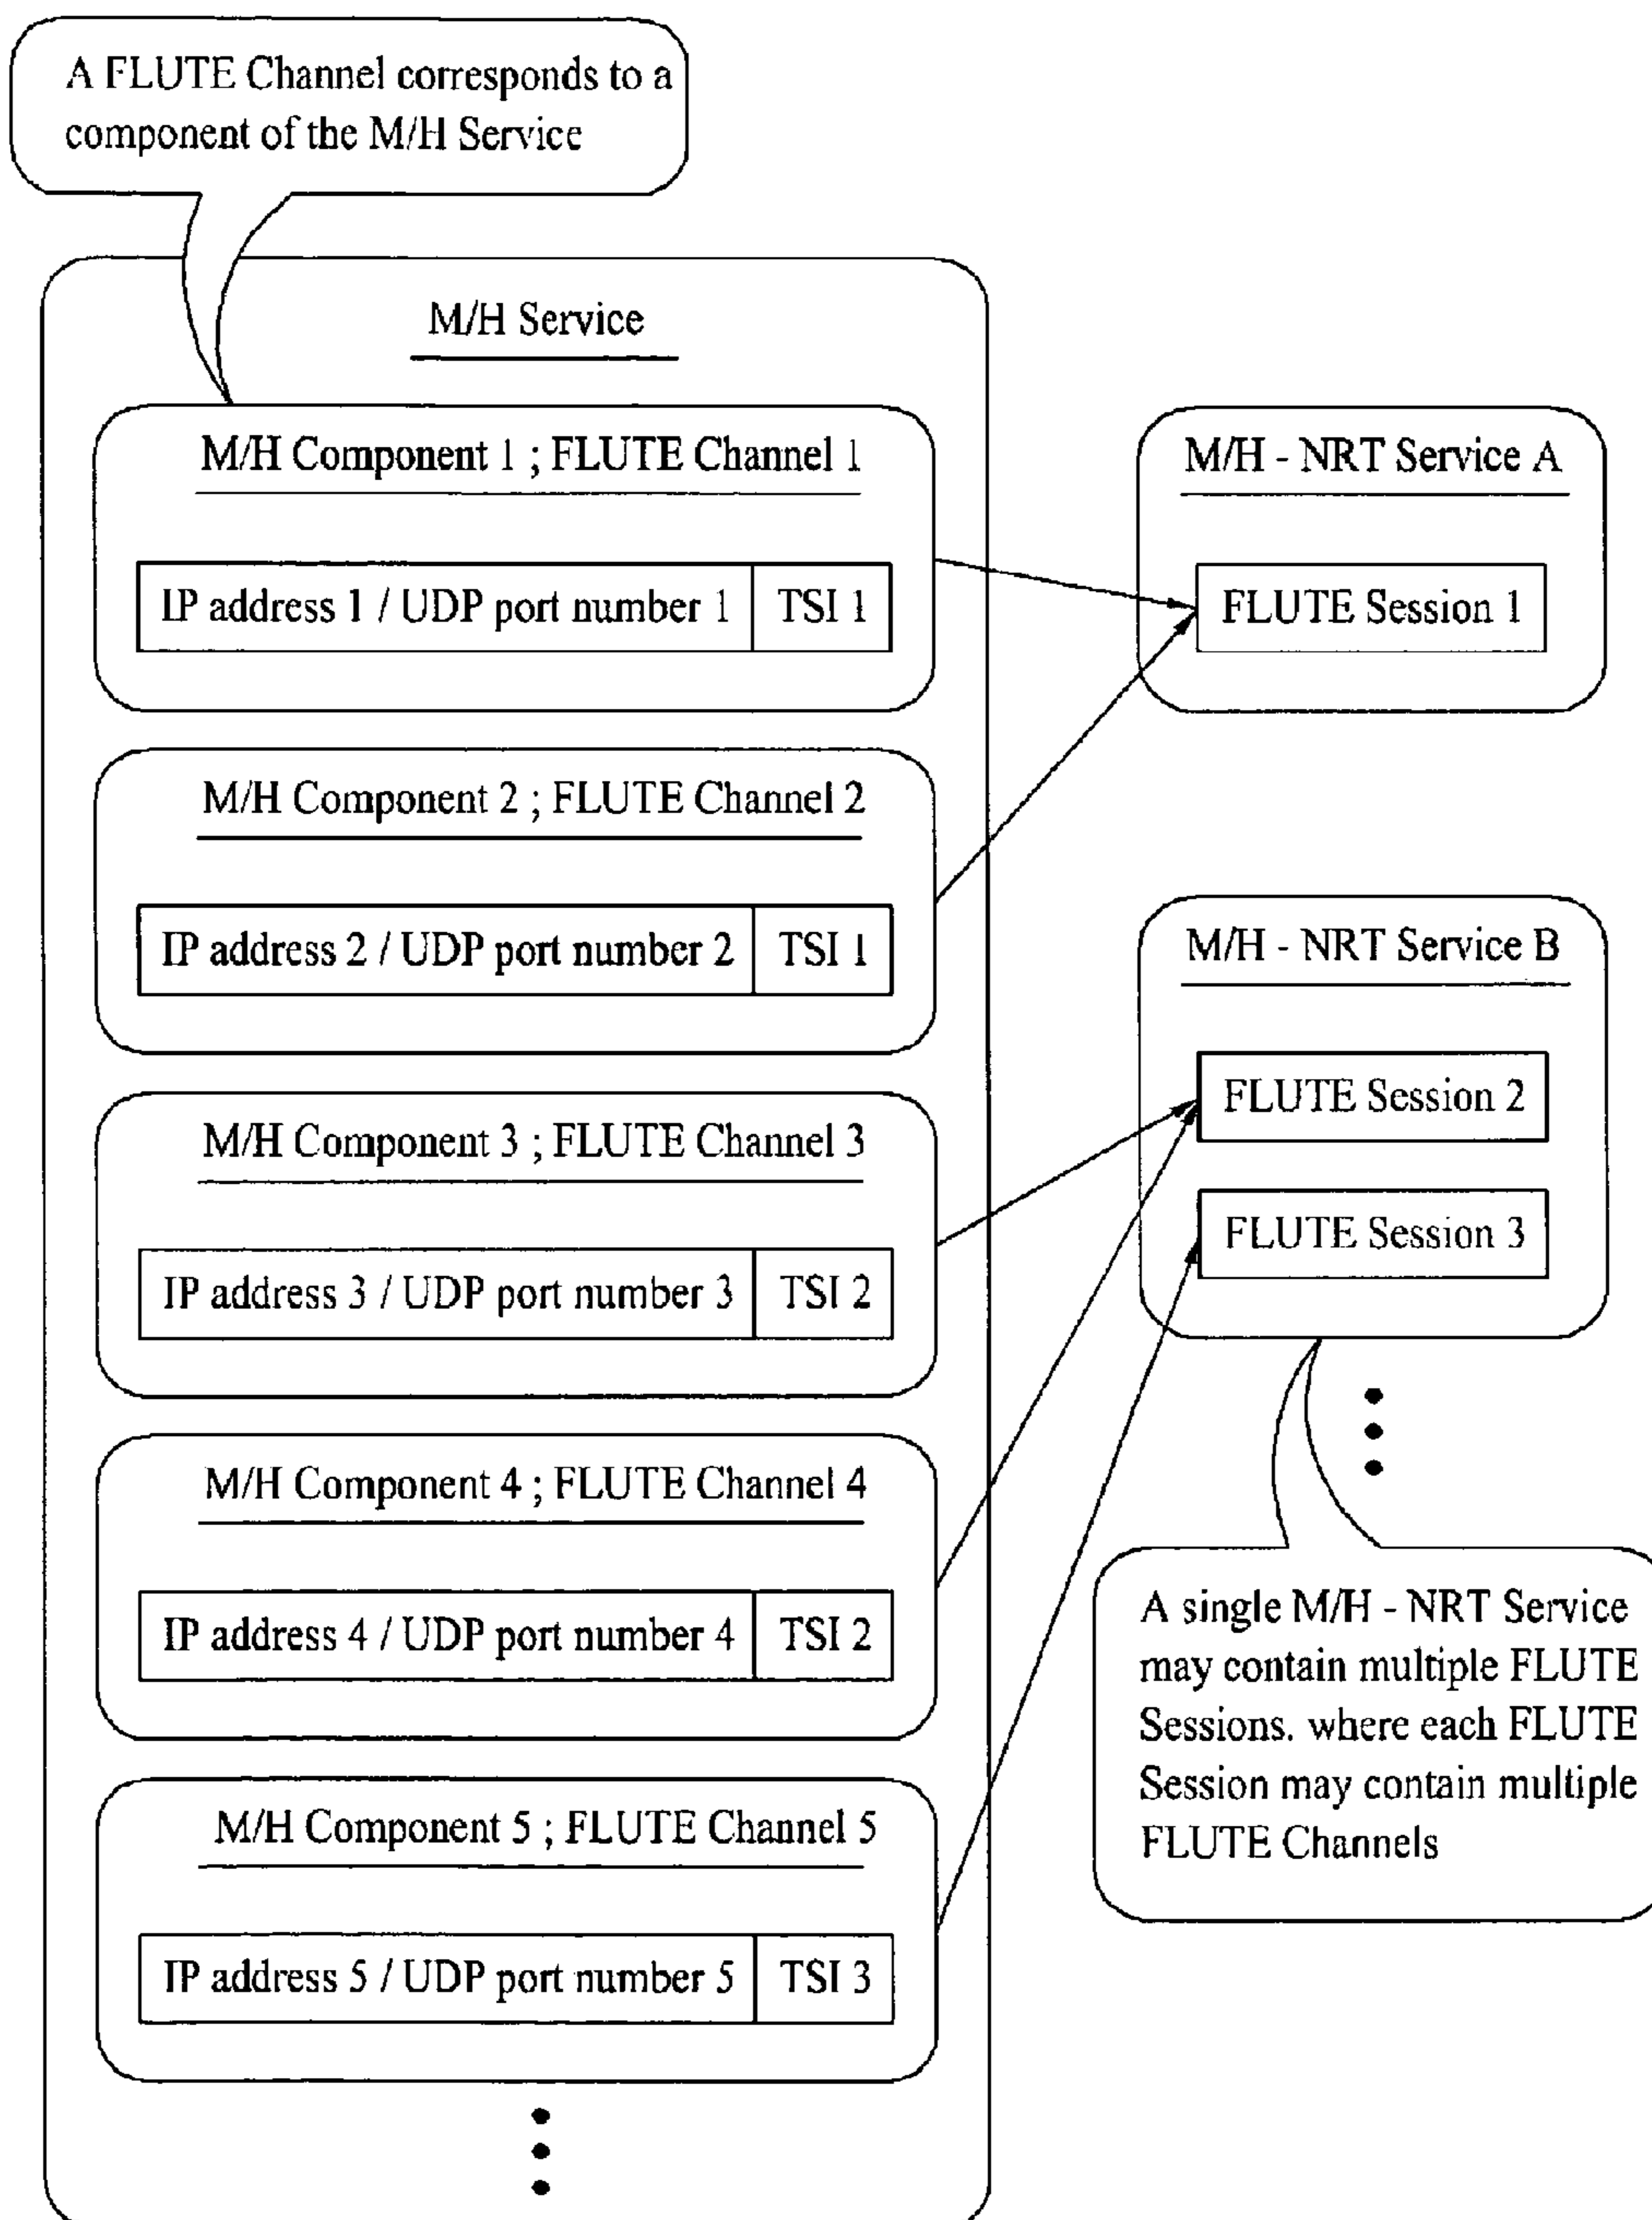 A FLUTE Channel corresponds to a
component of the M/H Service
M/H Service
M/H Component 1 ; FLUTE Channel 1
IP address 1 / UDP port number 1 TSI 1
M/H Component 2 ; FLUTE Channel 2
IP address 2 / UDP port number 2 TSI 1
M/H Component 3 ; FLUTE Channel 3
IP address 3 / UDP port number 3 TSI 2
M/H Component 4 ; FLUTE Channel 4
IP address 4 / UDP port number 4 TSI 2
M/H Component 5 ; FLUTE Channel 5
IP address 5 / UDP port number 5 TSI 3
M/H - NRT Service A
FLUTE Session 1
M/H - NRT Service B
FLUTE Session 2
FLUTE Session 3
A single M/H - NRT Service
may contain multiple FLUTE
Sessions. where each FLUTE
Session may contain multiple
FLUTE Channels